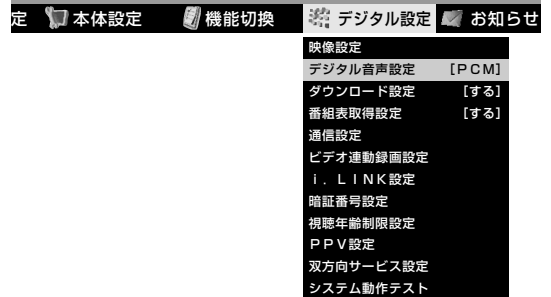 定 本体設定 機能切換 デジタル設定 お知らせ
映像設定
デジタル音声設定 [PCM]
ダウンロード設定 [する]
番組表取得設定 [する]
通信設定
ビデオ連動録画設定
i．LINK設定
暗証番号設定
視聴年齢制限設定
PPV設定
双方向サービス設定
システム動作テスト